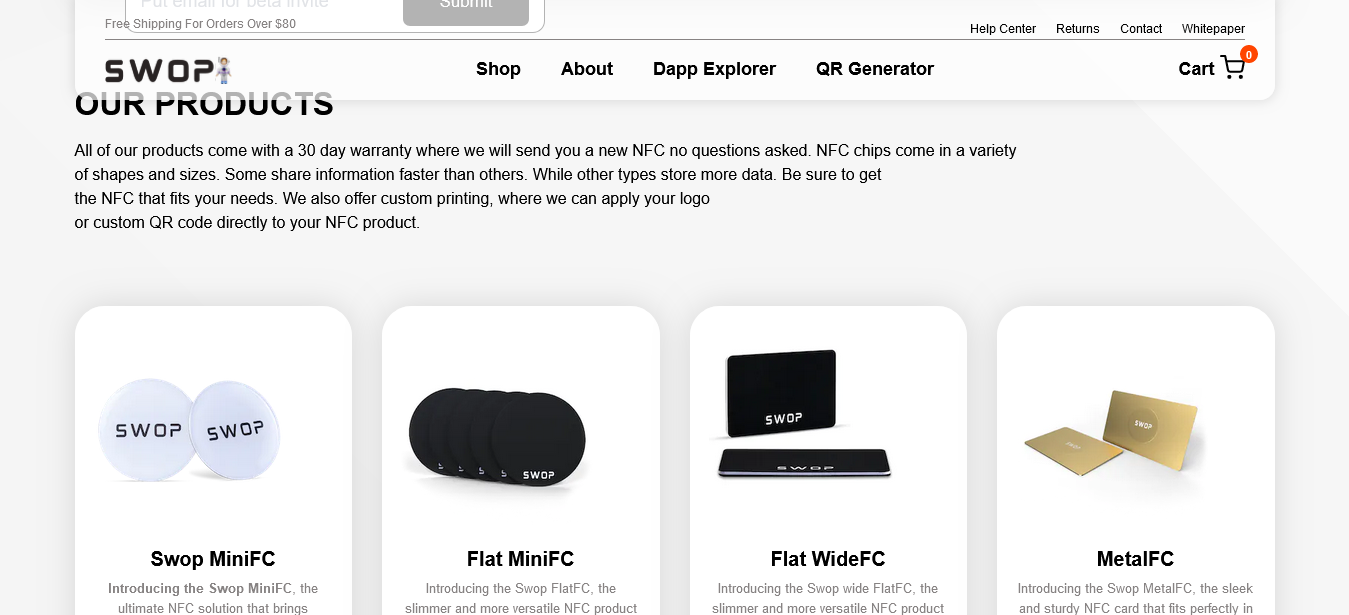 Put email for beta invite
Submit
Free Shipping For Orders Over $80
Help Center
Returns
Contact
Whitepaper
SWOP
Shop
About
Dapp Explorer
QR Generator
Cart
0
OUR PRODUCTS
All of our products come with a 30 day warranty where we will send you a new NFC no questions asked. NFC chips come in a variety
of shapes and sizes. Some share information faster than others. While other types store more data. Be sure to get
the NFC that fits your needs. We also offer custom printing, where we can apply your logo
or custom QR code directly to your NFC product.
SWOP
SWOP
SWOP
SWOP
SWOP
SWOP
SWOP
Swop MiniFC
Introducing the Swop MiniFC, the
ultimate NFC solution that brings
Flat MiniFC
Introducing the Swop FlatFC, the
slimmer and more versatile NFC product
Flat WideFC
Introducing the Swop wide FlatFC, the
slimmer and more versatile NFC product
MetalFC
Introducing the Swop MetalFC, the sleek
and sturdy NFC card that fits perfectly in